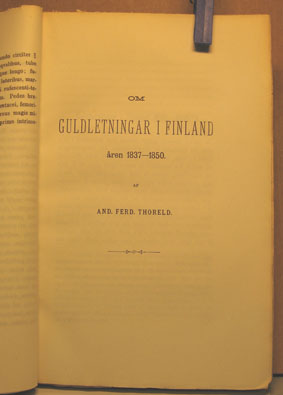 OM
GULDLETNINGAR I FINLAND
åren 1837—1850.
AF
AND. FERD. THORELD.